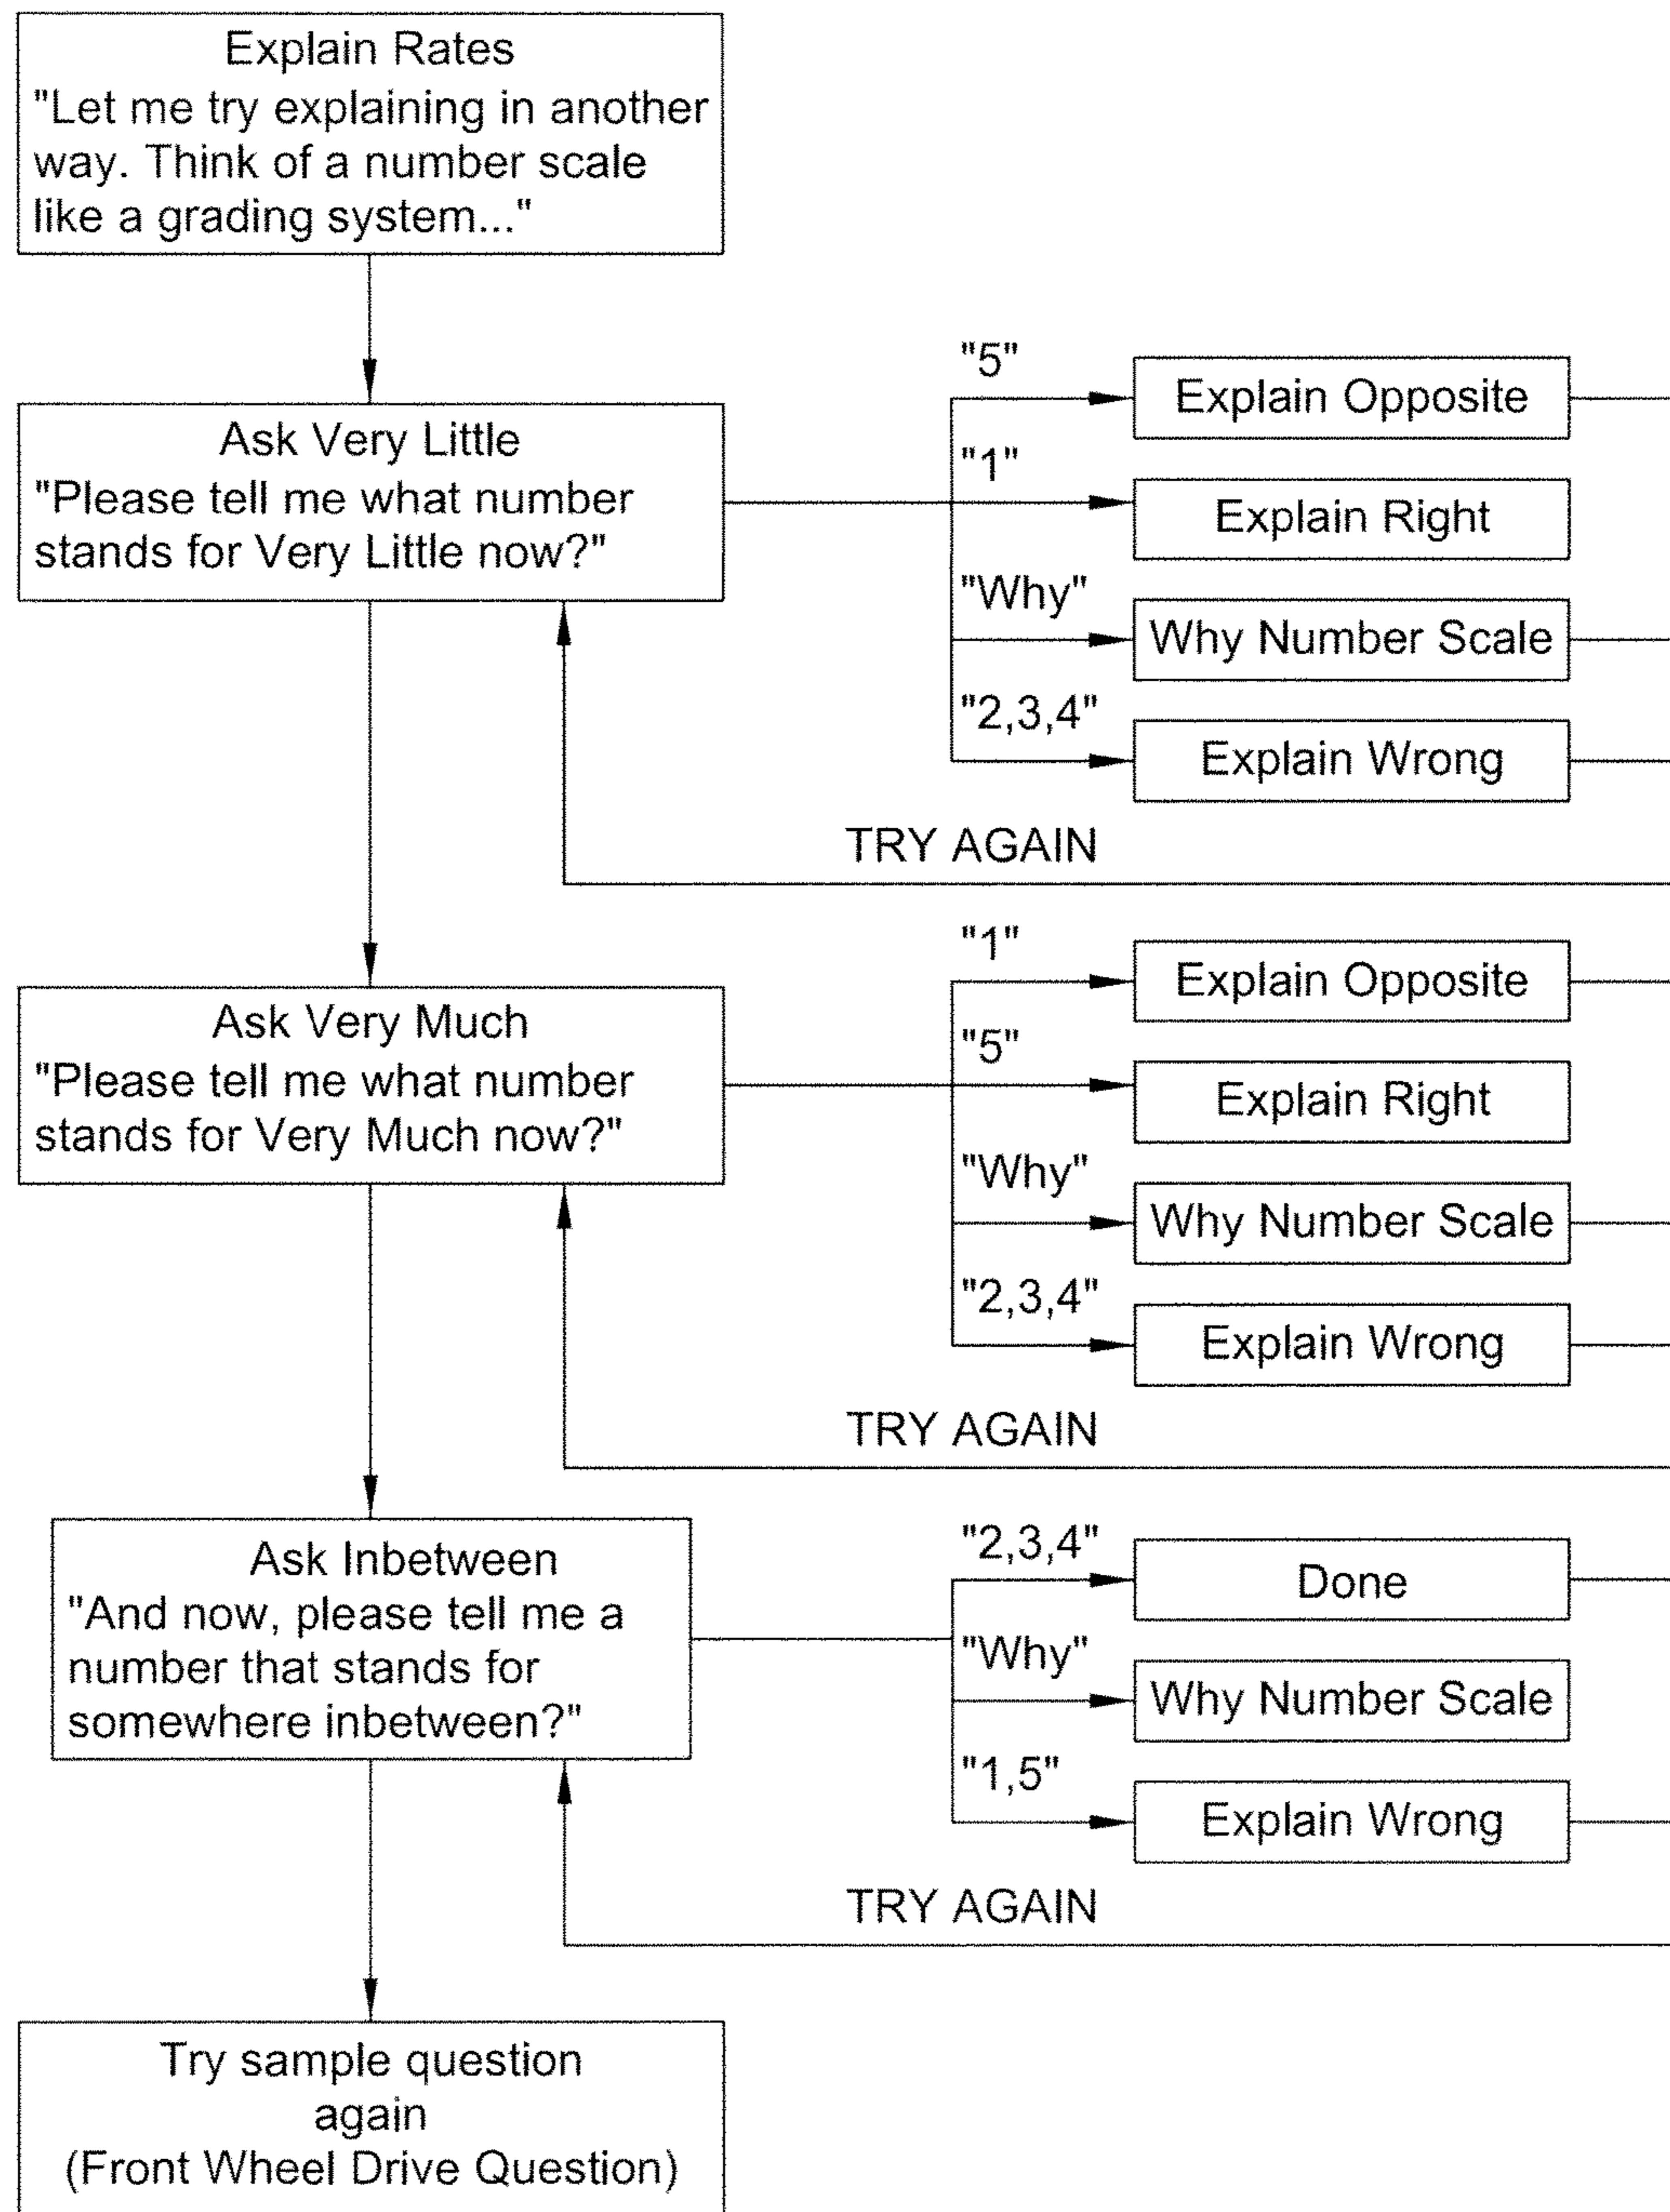 Explain Rates
"Let me try explaining in another
way. Think of a number scale
like a grading system..."
Ask Very Little
"Please tell me what number
stands for Very Little now?"
"5"
Explain Opposite
"1"
Explain Right
"Why"
Why Number Scale
"2,3,4"
Explain Wrong
TRY AGAIN
Ask Very Much
"Please tell me what number
stands for Very Much now?"
"1"
Explain Opposite
"5"
Explain Right
"Why"
Why Number Scale
"2,3,4"
Explain Wrong
TRY AGAIN
Ask Inbetween
"And now, please tell me a
number that stands for
somewhere inbetween?"
"2,3,4"
Done
"Why"
Why Number Scale
"1,5"
Explain Wrong
TRY AGAIN
Try sample question
again
(Front Wheel Drive Question)